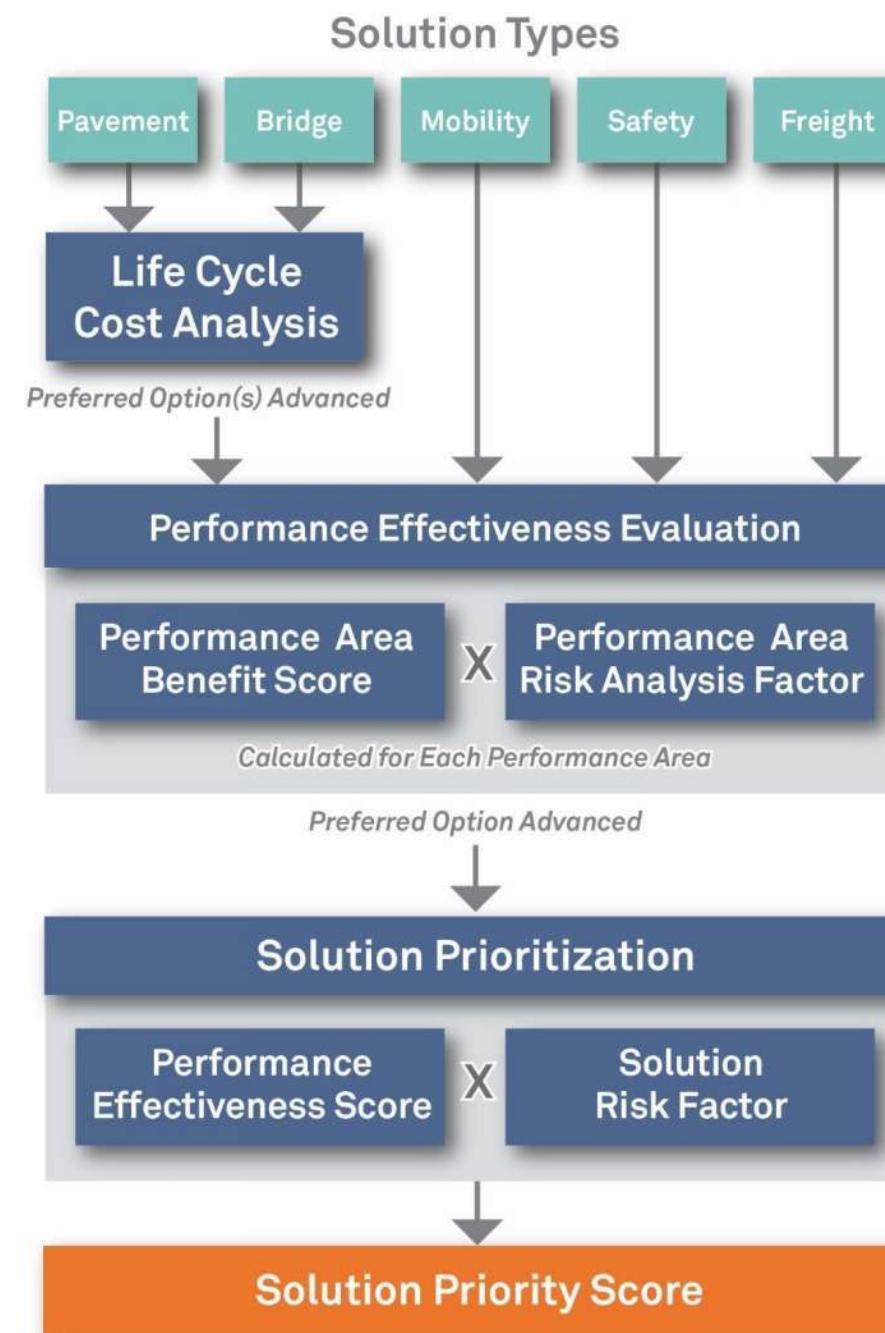 Solution Types
Pavement
Bridge
Mobility
Safety
Freight
Life Cycle
Cost Analysis
Preferred Option(s) Advanced
Performance Effectiveness Evaluation
Performance Area
Benefit Score
X
Performance Area
Risk Analysis Factor
Calculated for Each Performance Area
Preferred Option Advanced
Solution Prioritization
Performance
Effectiveness Score
X
Solution
Risk Factor
Solution Priority Score